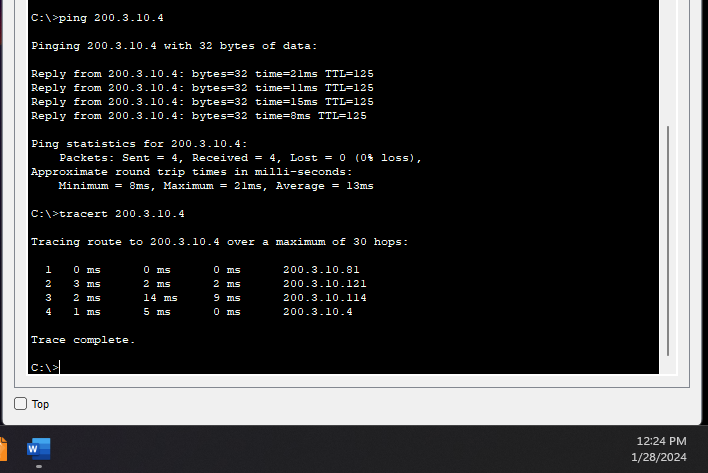 C:\>ping 200.3.10.4
Pinging 200.3.10.4 with 32 bytes of data:
Reply from 200.3.10.4: bytes=32 time=21ms TTL=125
Reply from 200.3.10.4: bytes=32 time=11ms TTL=125
Reply from 200.3.10.4: bytes=32 time=15ms TTL=125
Reply from 200.3.10.4: bytes=32 time=8ms TTL=125
Ping statistics for 200.3.10.4:
    Packets: Sent = 4, Received = 4, Lost = 0 (0% loss),
Approximate round trip times in milli-seconds:
    Minimum = 8ms, Maximum = 21ms, Average = 13ms
C:\>tracert 200.3.10.4
Tracing route to 200.3.10.4 over a maximum of 30 hops:
  1   0 ms      0 ms      0 ms      200.3.10.81
  2   3 ms      2 ms      2 ms      200.3.10.121
  3   2 ms      14 ms     9 ms      200.3.10.114
  4   1 ms      5 ms      0 ms      200.3.10.4
Trace complete.
C:\>
Top
W
12:24 PM
1/28/2024